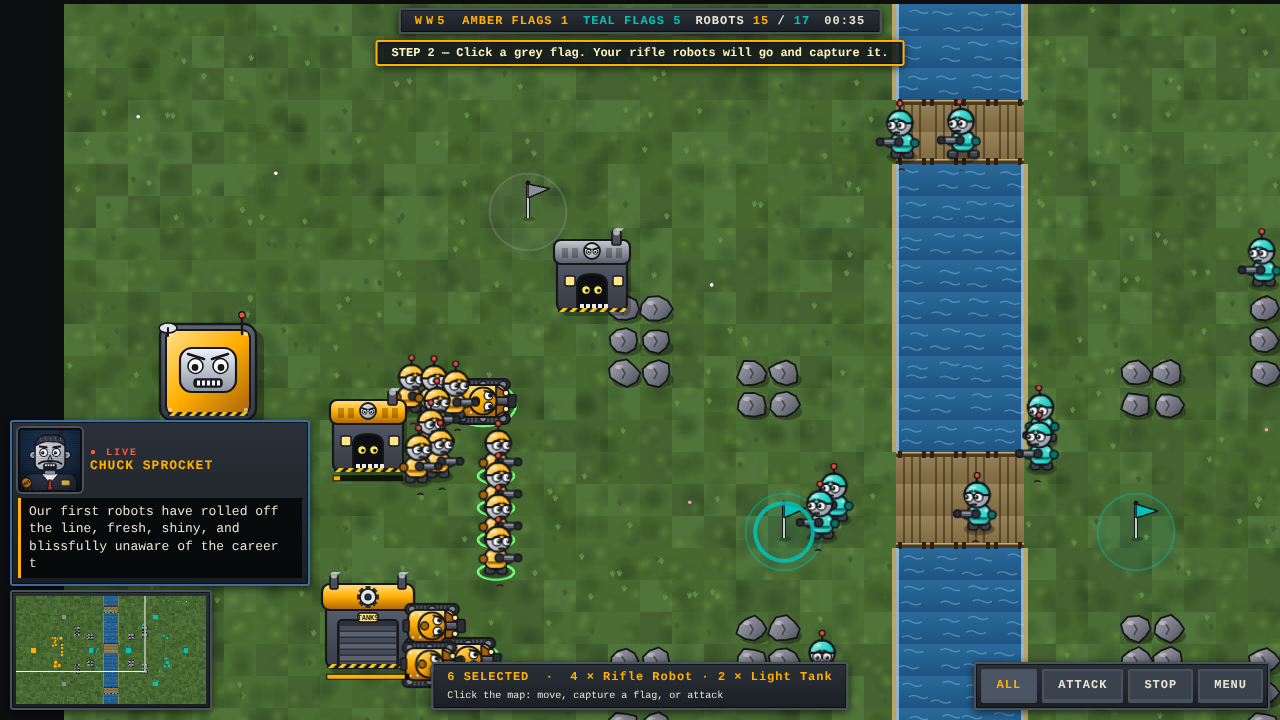 WW5 AMBER FLAGS 1 TEAL FLAGS 5 ROBOTS 15 / 17 00:35
STEP 2 — Click a grey flag. Your rifle robots will go and capture it.
● LIVE
CHUCK SPROCKET
Our first robots have rolled off
the line, fresh, shiny, and
blissfully unaware of the career
t
TANKS
6 SELECTED · 4 × Rifle Robot · 2 × Light Tank
Click the map: move, capture a flag, or attack
ALL ATTACK STOP MENU